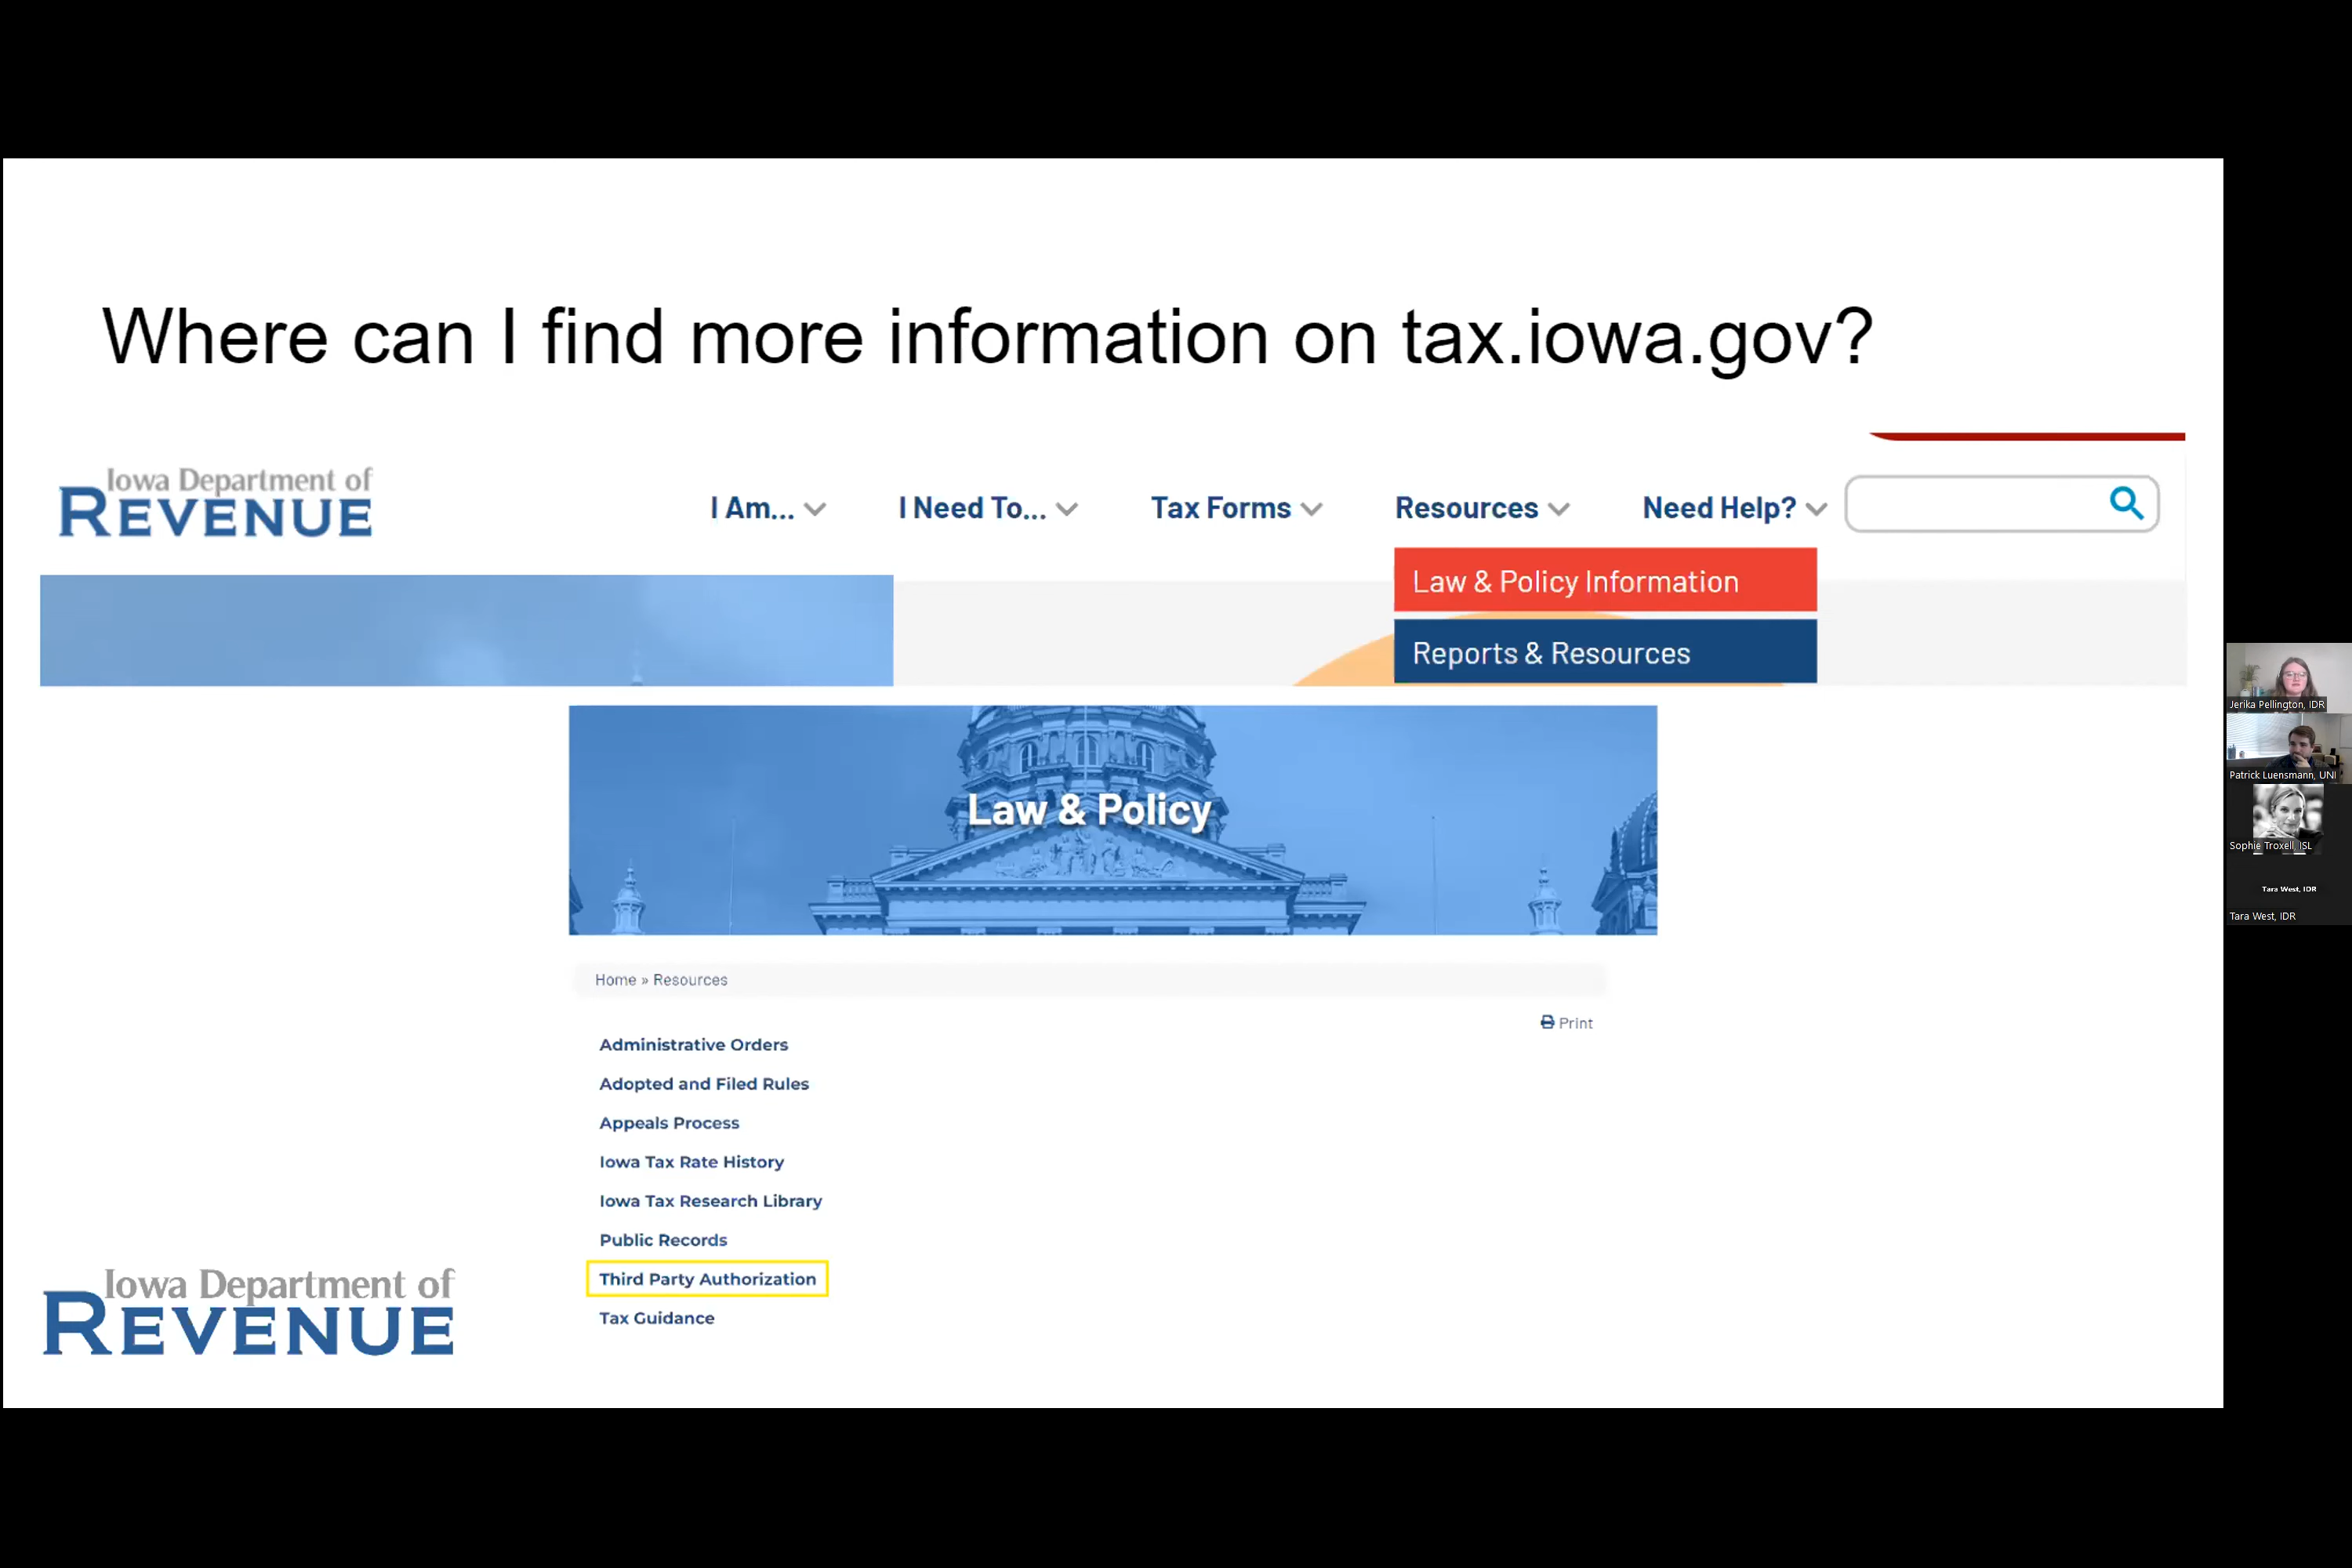 Where can I find more information on tax.iowa.gov?
Iowa Department of
REVENUE
I Am...
I Need To...
Tax Forms
Resources
Need Help?
Law & Policy Information
Reports & Resources
Law & Policy
Home » Resources
Print
Administrative Orders
Adopted and Filed Rules
Appeals Process
Iowa Tax Rate History
Iowa Tax Research Library
Public Records
Third Party Authorization
Tax Guidance
Iowa Department of
REVENUE
Jerika Pellington, IDR
Patrick Luensmann, UNI
Sophie Troxell, ISL
Tara West, IDR
Tara West, IDR